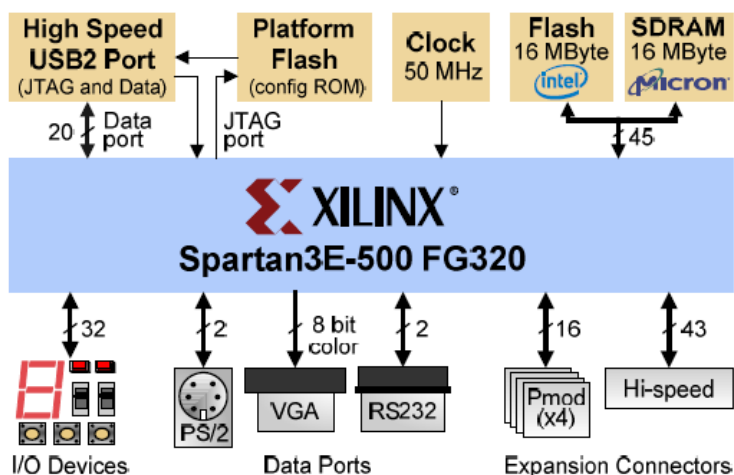 High Speed
USB2 Port
(JTAG and Data)
Platform
Flash
(config ROM)
Clock
50 MHz
Flash
16 MByte
intel
SDRAM
16 MByte
Micron
20
Data
port
JTAG
port
45
XILINX®
Spartan3E-500 FG320
32
2
8 bit
color
2
16
43
PS/2
VGA
RS232
Pmod
(x4)
Hi-speed
I/O Devices
Data Ports
Expansion Connectors